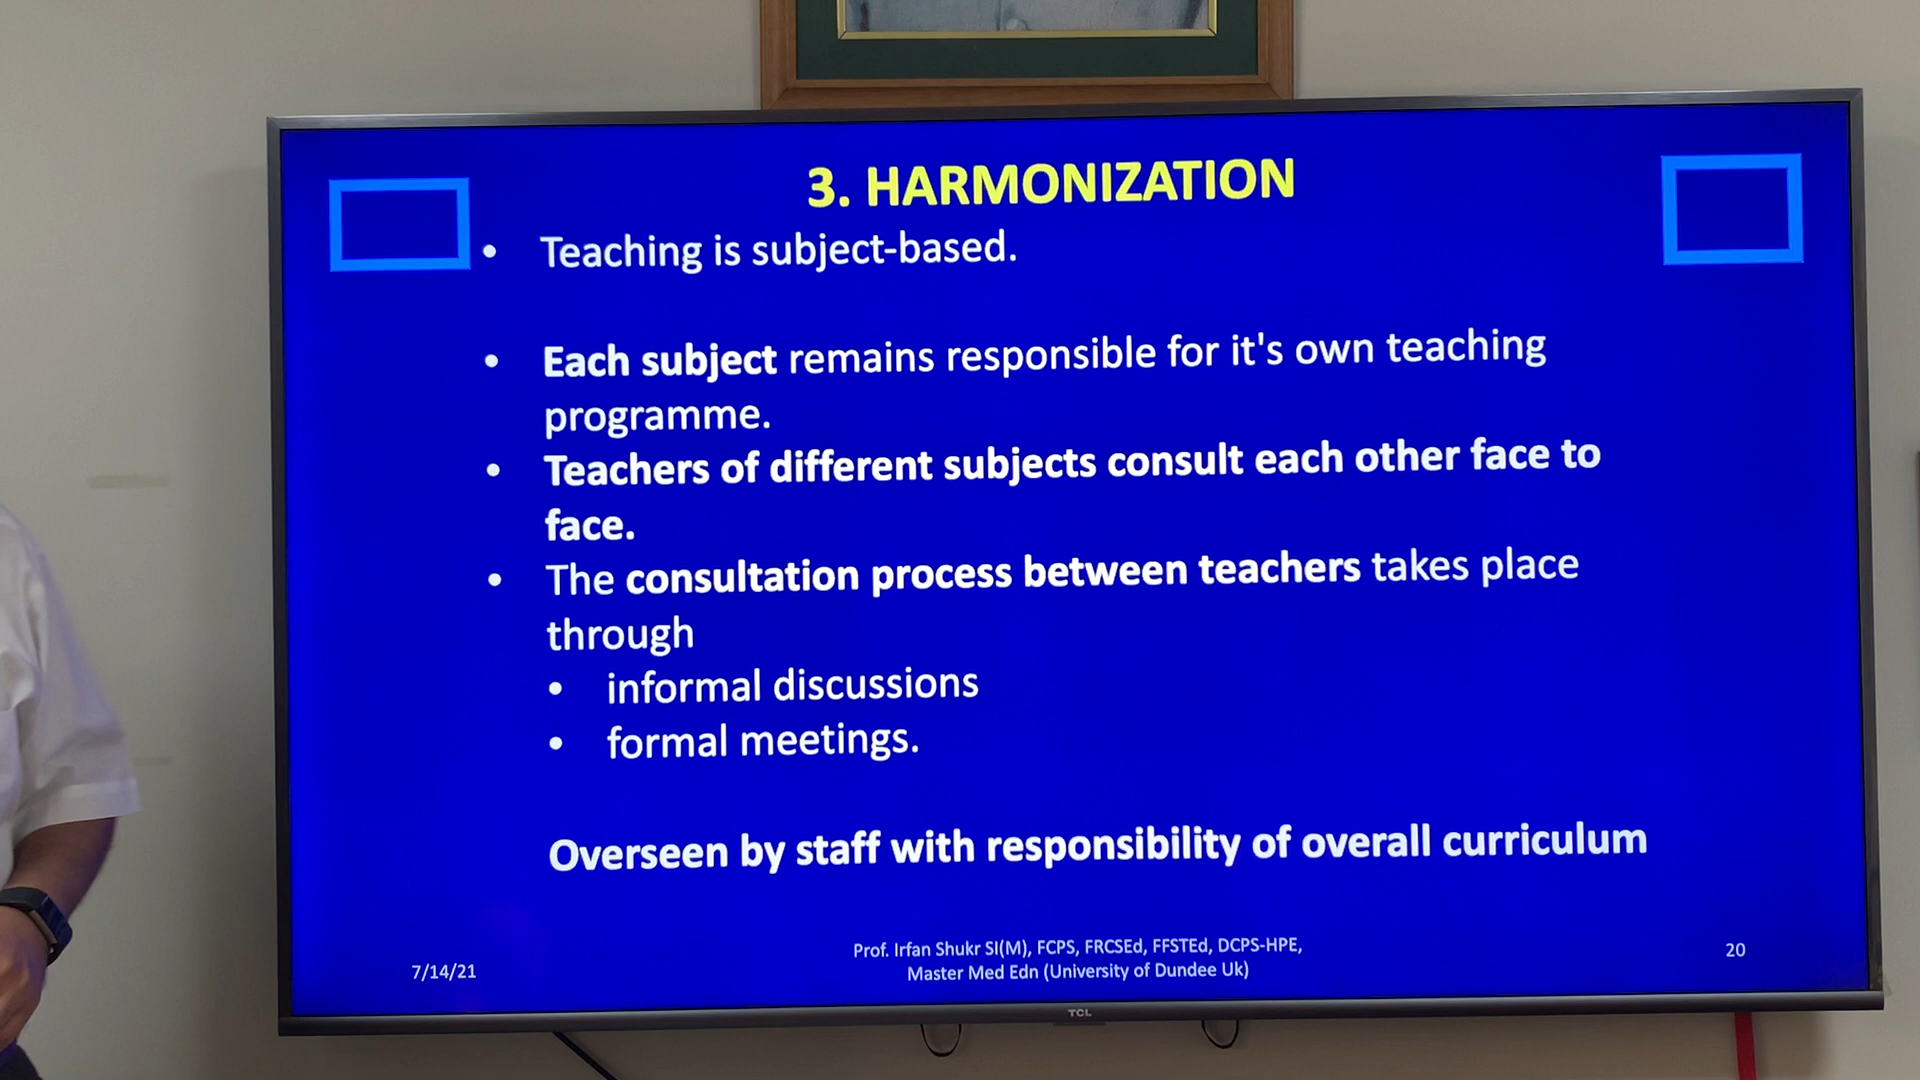 3. HARMONIZATION
• Teaching is subject-based.
• Each subject remains responsible for it's own teaching
programme.
• Teachers of different subjects consult each other face to
face.
• The consultation process between teachers takes place
through
• informal discussions
• formal meetings.
Overseen by staff with responsibility of overall curriculum
7/14/21
Prof. Irfan Shukr SI(M), FCPS, FRCSEd, FFSTEd, DCPS-HPE,
Master Med Edn (University of Dundee Uk)
20
TCL